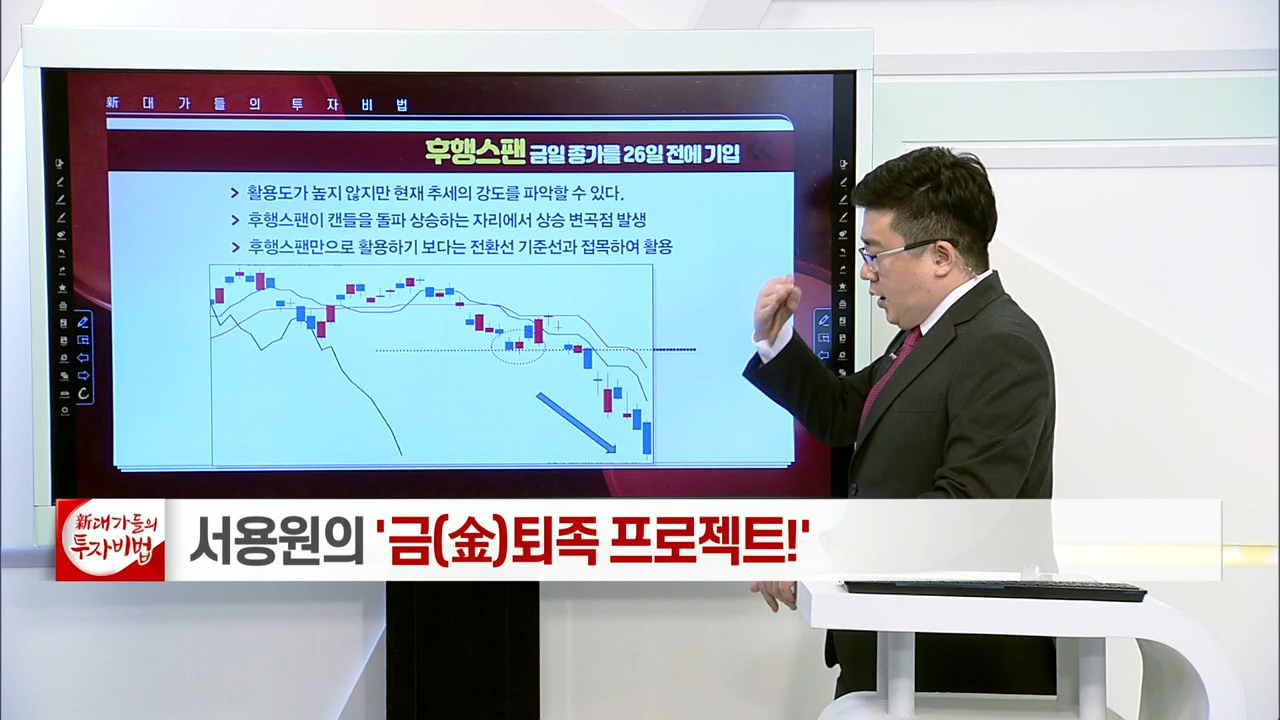 新 대 가 들 의 투 자 비 법
후행스팬 금일 종가를 26일 전에 기입
활용도가 높지 않지만 현재 추세의 강도를 파악할 수 있다.
후행스팬이 캔들을 돌파 상승하는 자리에서 상승 변곡점 발생
후행스팬만으로 활용하기 보다는 전환선 기준선과 접목하여 활용
新대가들의
투자비법
서용원의 '금(金)퇴족 프로젝트!'